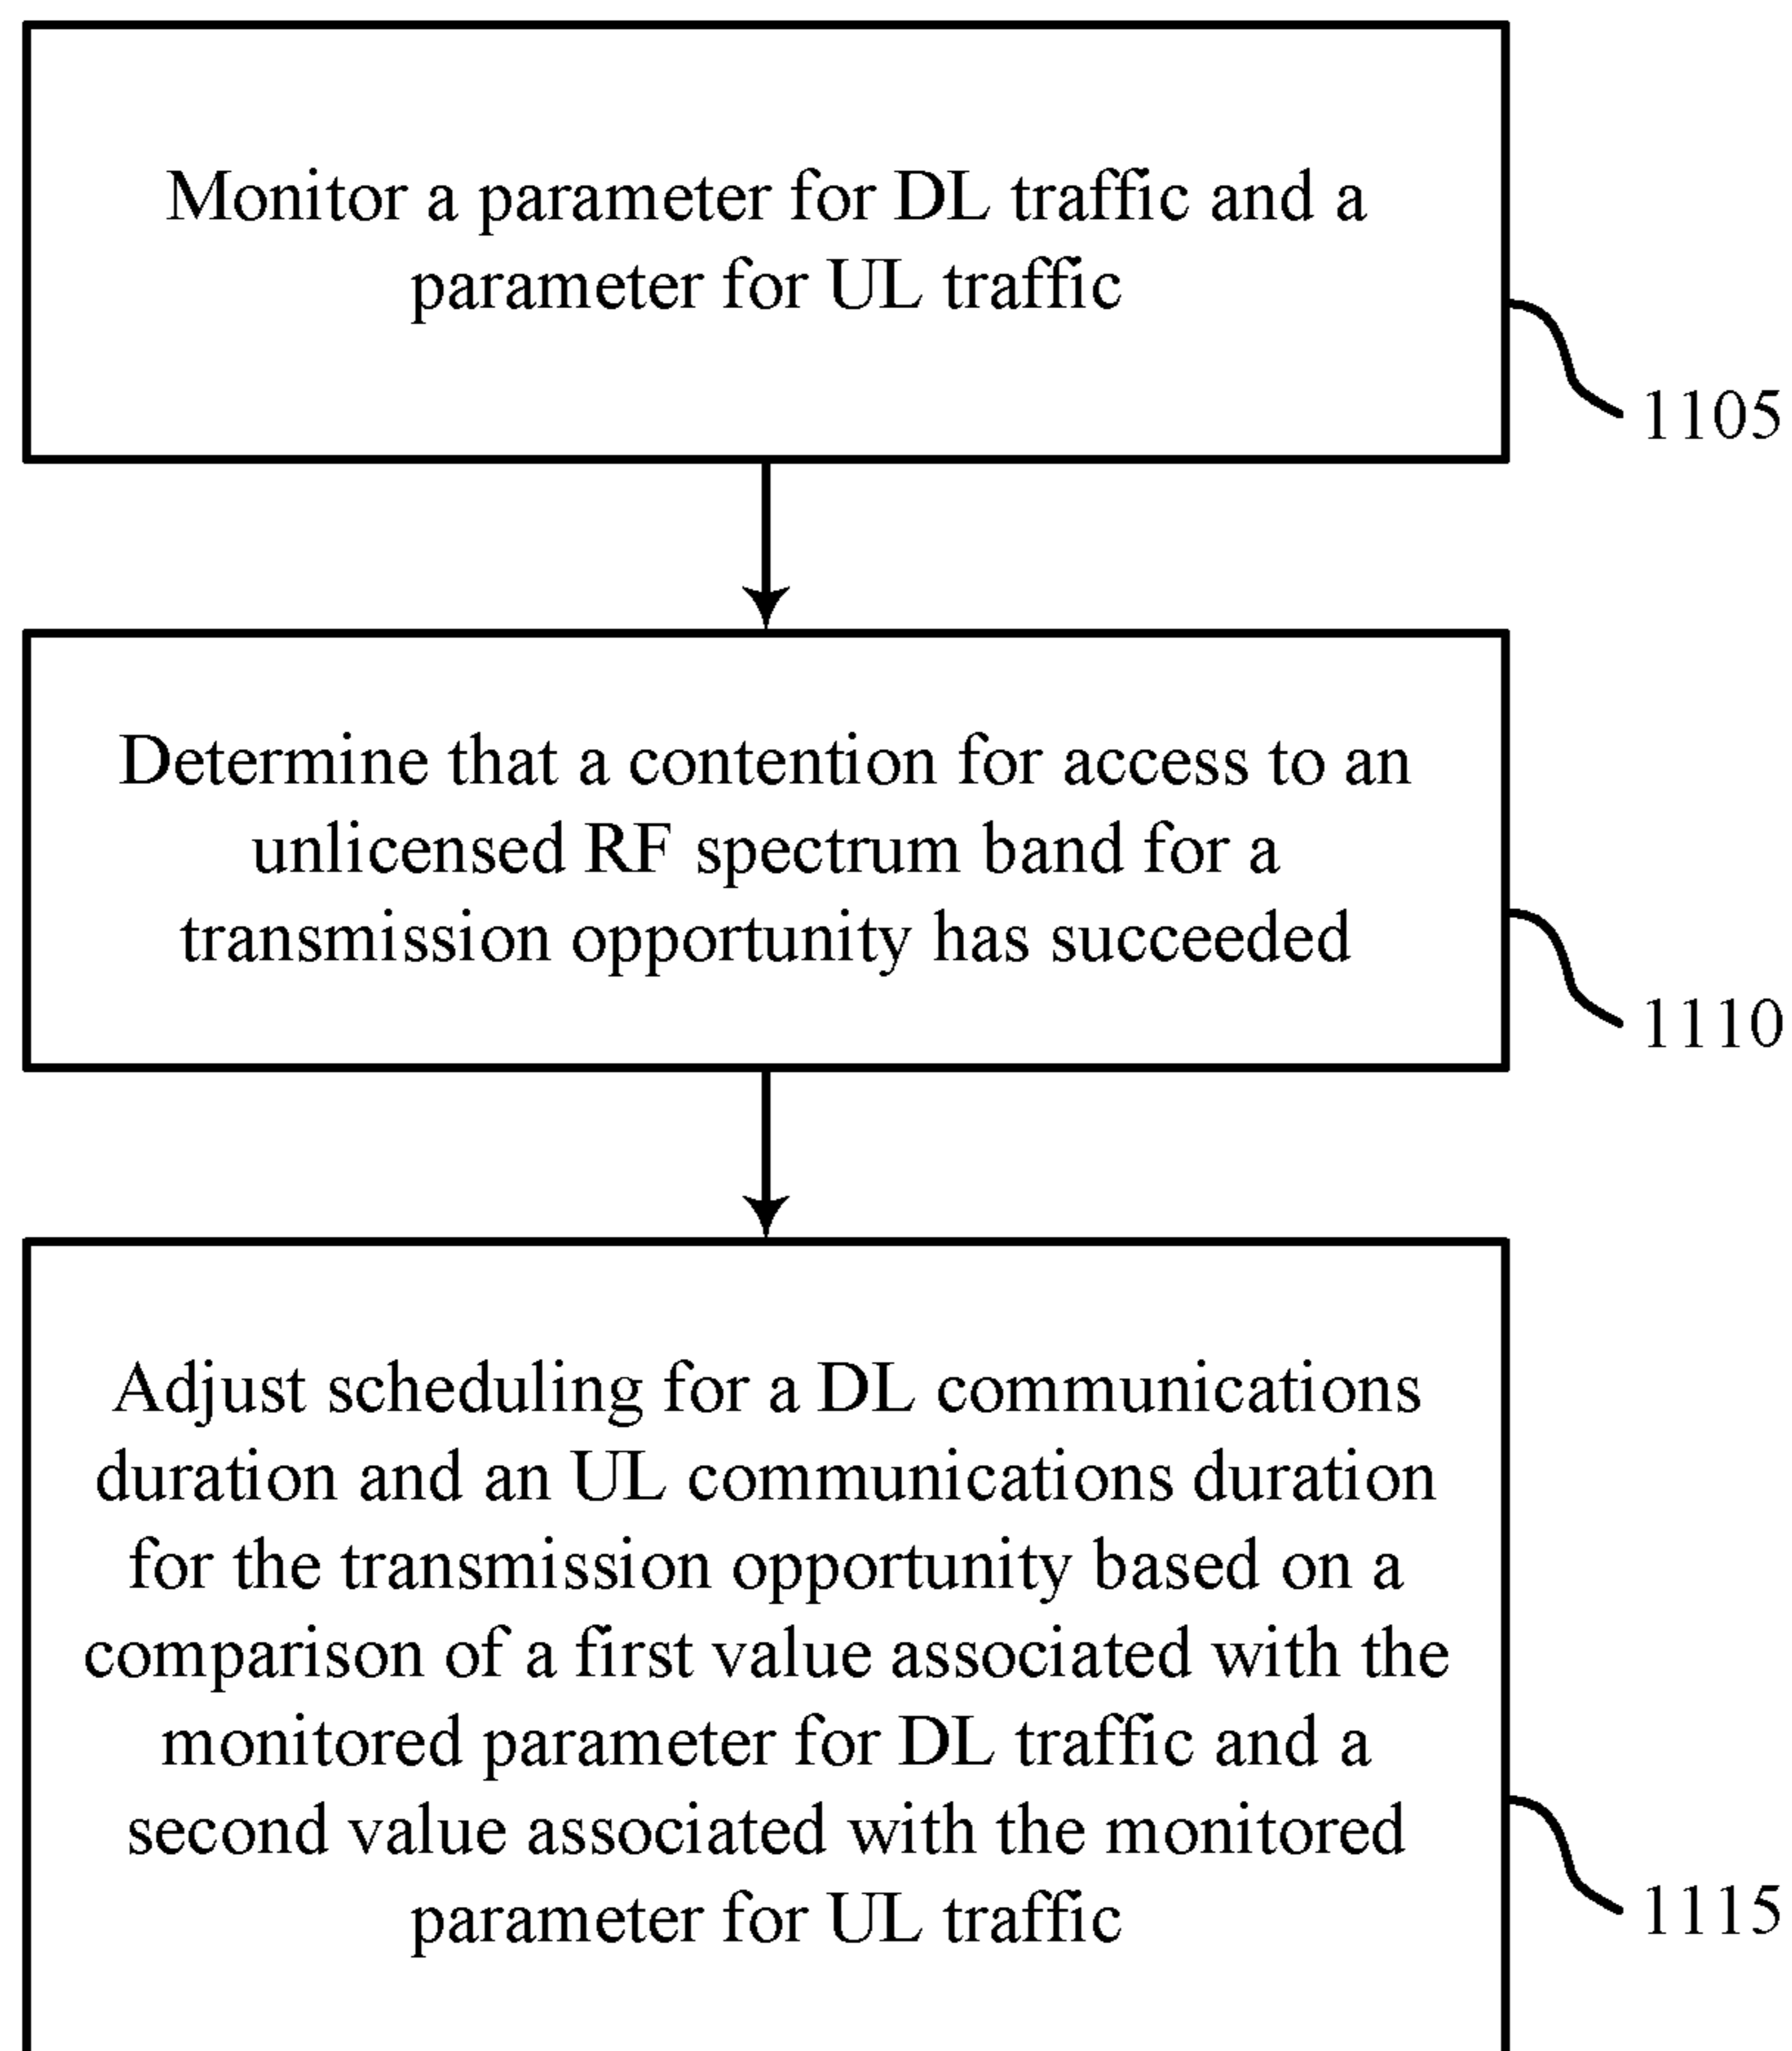 Monitor a parameter for DL traffic and a
parameter for UL traffic
1105
Determine that a contention for access to an
unlicensed RF spectrum band for a
transmission opportunity has succeeded
1110
Adjust scheduling for a DL communications
duration and an UL communications duration
for the transmission opportunity based on a
comparison of a first value associated with the
monitored parameter for DL traffic and a
second value associated with the monitored
parameter for UL traffic
1115